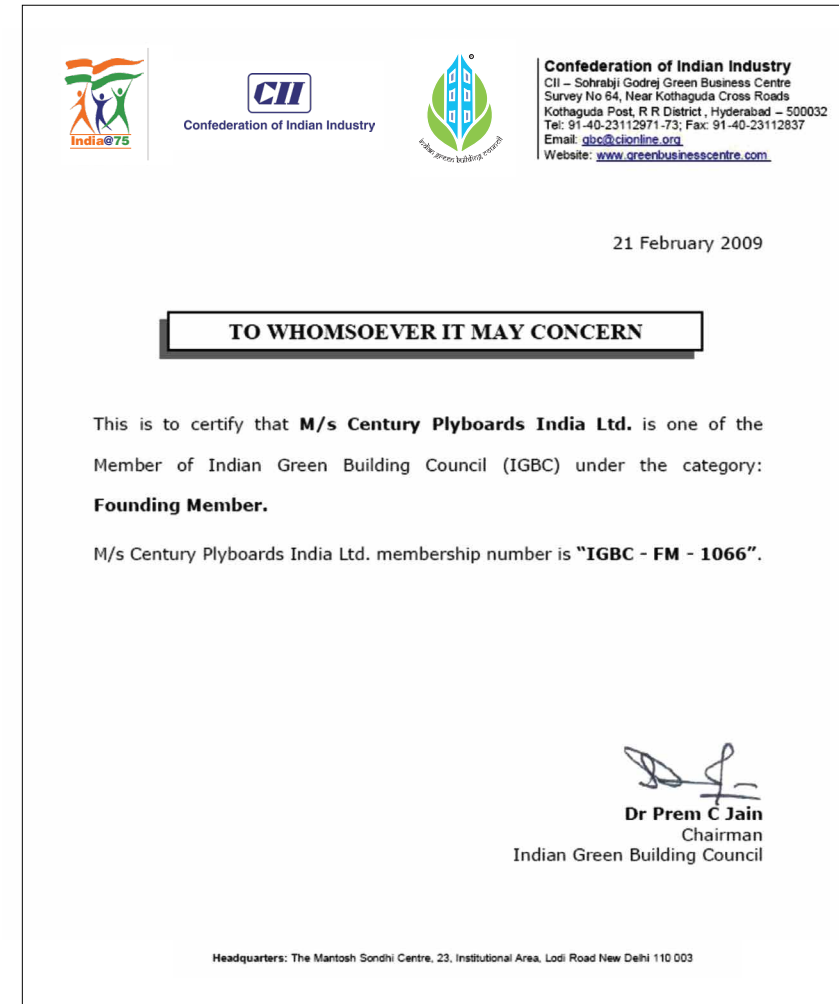 India@75
CII
Confederation of Indian Industry
indian green building council
Confederation of Indian Industry
CII – Sohrabji Godrej Green Business Centre
Survey No 64, Near Kothaguda Cross Roads
Kothaguda Post, R R District , Hyderabad – 500032
Tel: 91-40-23112971-73; Fax: 91-40-23112837
Email: gbc@ciionline.org
Website: www.greenbusinesscentre.com
21 February 2009
TO WHOMSOEVER IT MAY CONCERN
This is to certify that M/s Century Plyboards India Ltd. is one of the
Member of Indian Green Building Council (IGBC) under the category:
Founding Member.
M/s Century Plyboards India Ltd. membership number is “IGBC - FM - 1066”.
Dr Prem C Jain
Chairman
Indian Green Building Council
Headquarters: The Mantosh Sondhi Centre, 23, Institutional Area, Lodi Road New Delhi 110 003